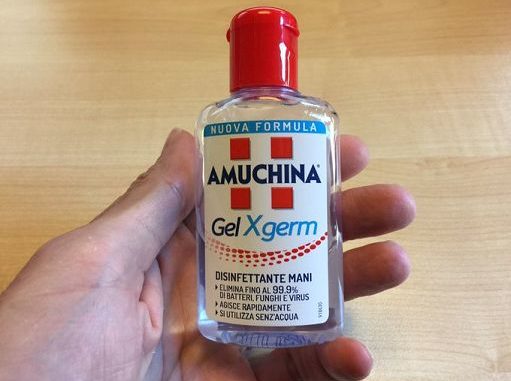 NUOVA FORMULA
AMUCHINA®
Gel Xgerm
DISINFETTANTE MANI
ELIMINA FINO AL 99.9%
DI BATTERI, FUNGHI E VIRUS
AGISCE RAPIDAMENTE
SI UTILIZZA SENZ'ACQUA